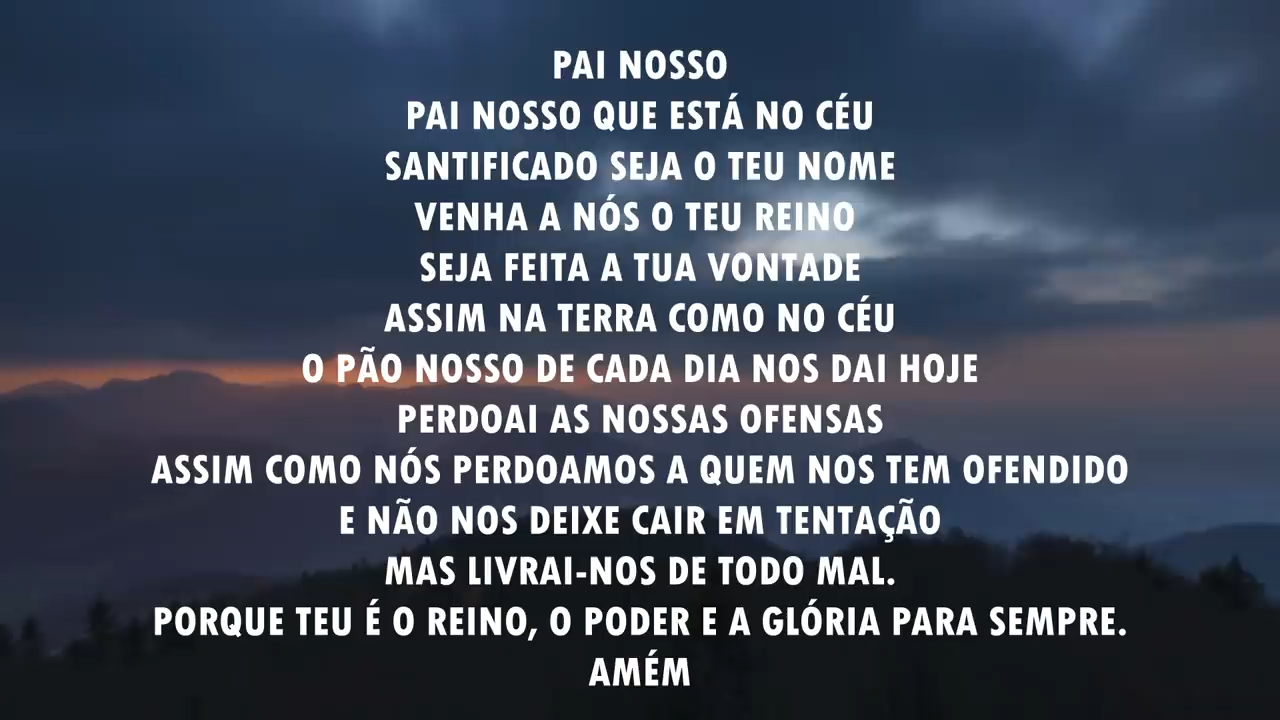 PAI NOSSO
PAI NOSSO QUE ESTÁ NO CÉU
SANTIFICADO SEJA O TEU NOME
VENHA A NÓS O TEU REINO
SEJA FEITA A TUA VONTADE
ASSIM NA TERRA COMO NO CÉU
O PÃO NOSSO DE CADA DIA NOS DAI HOJE
PERDOAI AS NOSSAS OFENSAS
ASSIM COMO NÓS PERDOAMOS A QUEM NOS TEM OFENDIDO
E NÃO NOS DEIXE CAIR EM TENTAÇÃO
MAS LIVRAI-NOS DE TODO MAL.
PORQUE TEU É O REINO, O PODER E A GLÓRIA PARA SEMPRE.
AMÉM